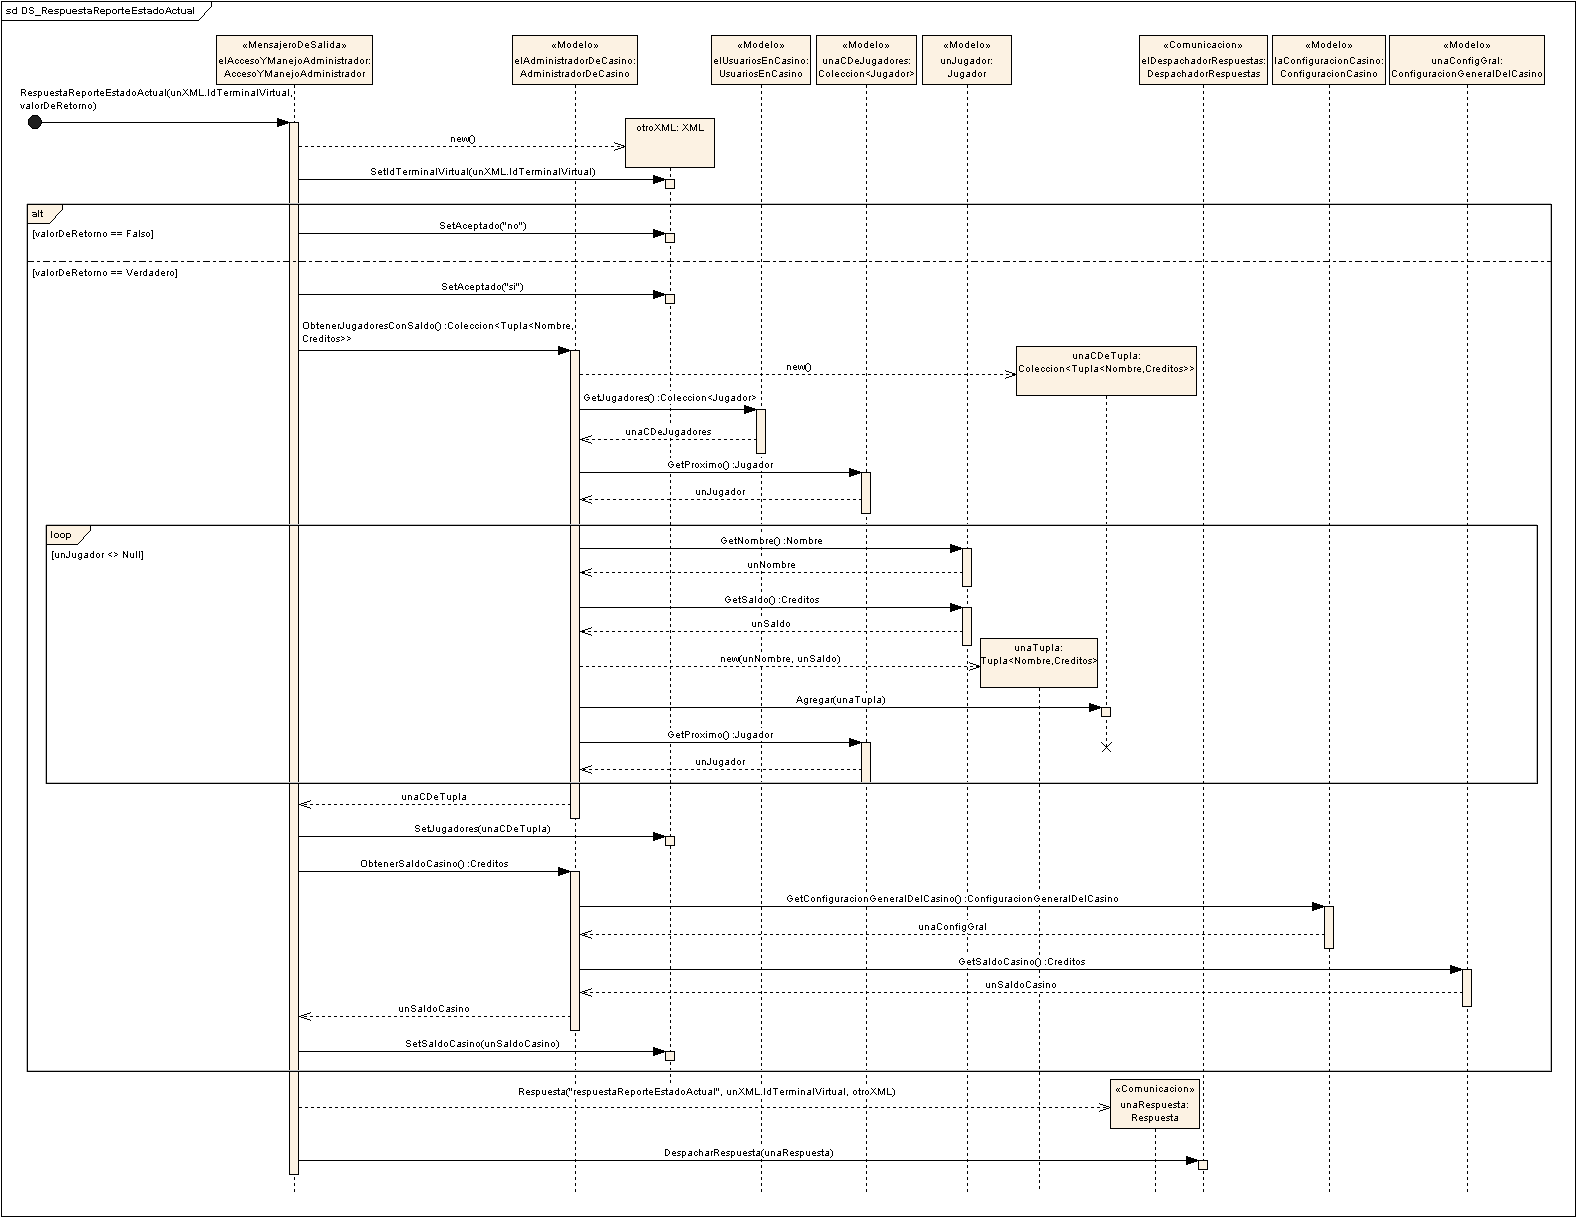 sd DS_RespuestaReporteEstadoActual
«MensajeroDeSalida»
elAccesoYManejoAdministrador:
AccesoYManejoAdministrador
«Modelo»
elAdministradorDeCasino:
AdministradorDeCasino
«Modelo»
elUsuariosEnCasino:
UsuariosEnCasino
«Modelo»
unaCDeJugadores:
Coleccion<Jugador>
«Modelo»
unJugador:
Jugador
«Comunicacion»
elDespachadorRespuestas:
DespachadorRespuestas
«Modelo»
laConfiguracionCasino:
ConfiguracionCasino
«Modelo»
unaConfigGral:
ConfiguracionGeneralDelCasino
RespuestaReporteEstadoActual(unXML.IdTerminalVirtual,
valorDeRetorno)
otroXML: XML
new()
SetIdTerminalVirtual(unXML.IdTerminalVirtual)
alt
[valorDeRetorno == Falso]
SetAceptado("no")
[valorDeRetorno == Verdadero]
SetAceptado("si")
ObtenerJugadoresConSaldo() :Coleccion<Tupla<Nombre,
Creditos>>
unaCDeTupla:
Coleccion<Tupla<Nombre,Creditos>>
new()
GetJugadores() :Coleccion<Jugador>
unaCDeJugadores
GetProximo() :Jugador
unJugador
loop
[unJugador <> Null]
GetNombre() :Nombre
unNombre
GetSaldo() :Creditos
unSaldo
unaTupla:
Tupla<Nombre,Creditos>
new(unNombre, unSaldo)
Agregar(unaTupla)
GetProximo() :Jugador
unJugador
unaCDeTupla
SetJugadores(unaCDeTupla)
ObtenerSaldoCasino() :Creditos
GetConfiguracionGeneralDelCasino() :ConfiguracionGeneralDelCasino
unaConfigGral
GetSaldoCasino() :Creditos
unSaldoCasino
unSaldoCasino
SetSaldoCasino(unSaldoCasino)
Respuesta("respuestaReporteEstadoActual", unXML.IdTerminalVirtual, otroXML)
«Comunicacion»
unaRespuesta:
Respuesta
DespacharRespuesta(unaRespuesta)